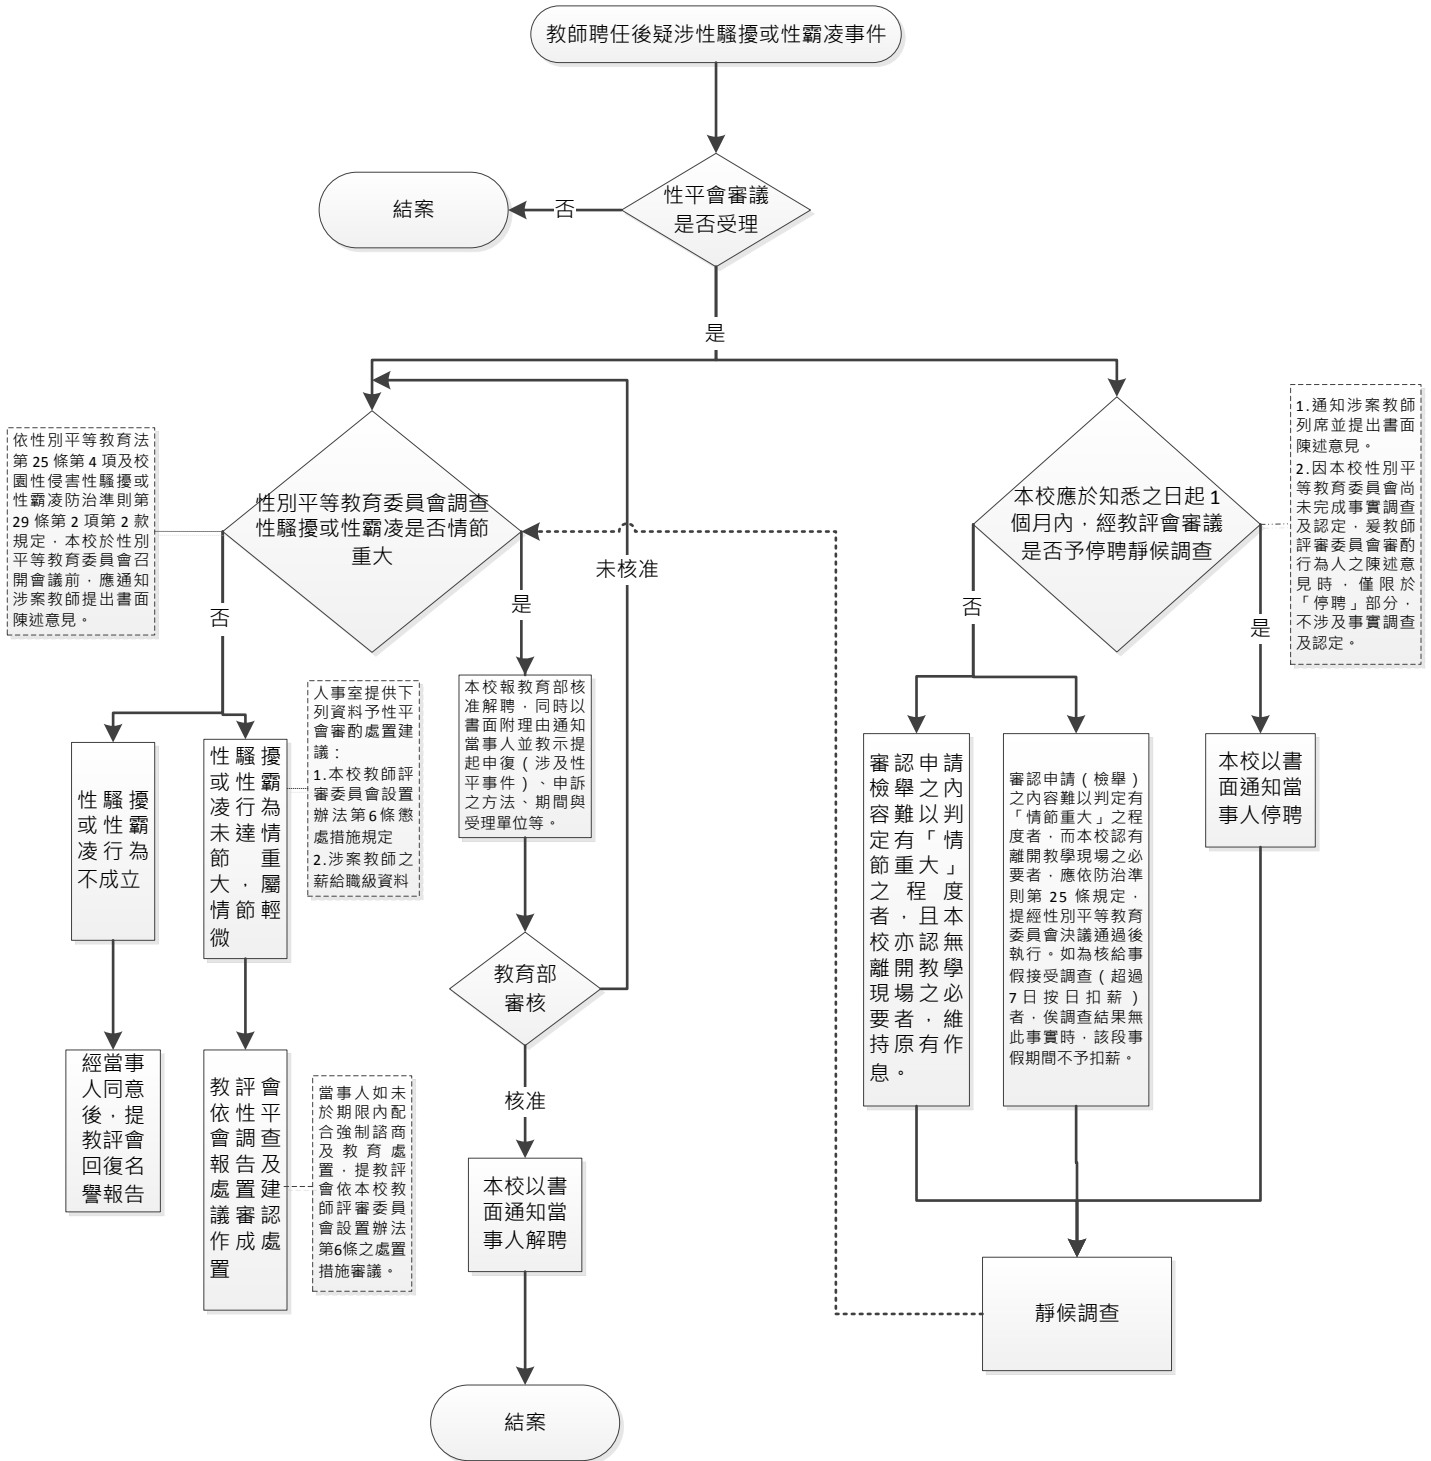 教師聘任後疑涉性騷擾或性霸凌事件
性平會審議
是否受理
否
結案
是
依性別平等教育法
第 25 條第 4 項及校
園性侵害性騷擾或
性霸凌防治準則第
29 條第 2 項第 2 款
規定，本校於性別
平等教育委員會召
開會議前，應通知
涉案教師提出書面
陳述意見。
性別平等教育委員會調查
性騷擾或性霸凌是否情節
重大
未核准
本校應於知悉之日起 1
個月內，經教評會審議
是否予停聘靜候調查
1.通知涉案教師
列席並提出書面
陳述意見。
2.因本校性別平
等教育委員會尚
未完成事實調查
及認定，爰教師
評審委員會審酌
行為人之陳述意
見時，僅限於
「停聘」部分，
不涉及事實調查
及認定。
否
是
否
是
性騷擾
或性霸
凌行為
不成立
性騷擾
或性霸
凌行為
未達情
節重
大，屬
情節輕
微
人事室提供下
列資料予性平
會審酌處置建
議：
1.本校教師評
審委員會設置
辦法第6條懲
處措施規定
2.涉案教師之
薪給職級資料
本校報教育部核
准解聘，同時以
書面附理由通知
當事人並教示提
起申復（涉及性
平事件）、申訴
之方法、期間與
受理單位等。
審認申請
檢舉之內
容難以判
定有「情
節重大」
之程度
者，且本
校亦認無
離開教學
現場之必
要者，維
持原有作
息。
審認申請（檢舉）
之內容難以判定有
「情節重大」之程
度者，而本校認有
離開教學現場之必
要者，應依防治準
則第 25 條規定，
提經性別平等教育
委員會決議通過後
執行。如為核給事
假接受調查（超過
7日按日扣薪）
者，俟調查結果無
此事實時，該段事
假期間不予扣薪。
本校以書
面通知當
事人停聘
教育部
審核
核准
經當事
人同意
後，提
教評會
回復名
譽報告
教評會
依性平
會調查
報告及
處置建
議審認
作成處
置
當事人如未
於期限內配
合強制諮商
及教育處
置，提教評
會依本校教
師評審委員
會設置辦法
第6條之處置
措施審議。
本校以書
面通知當
事人解聘
靜候調查
結案